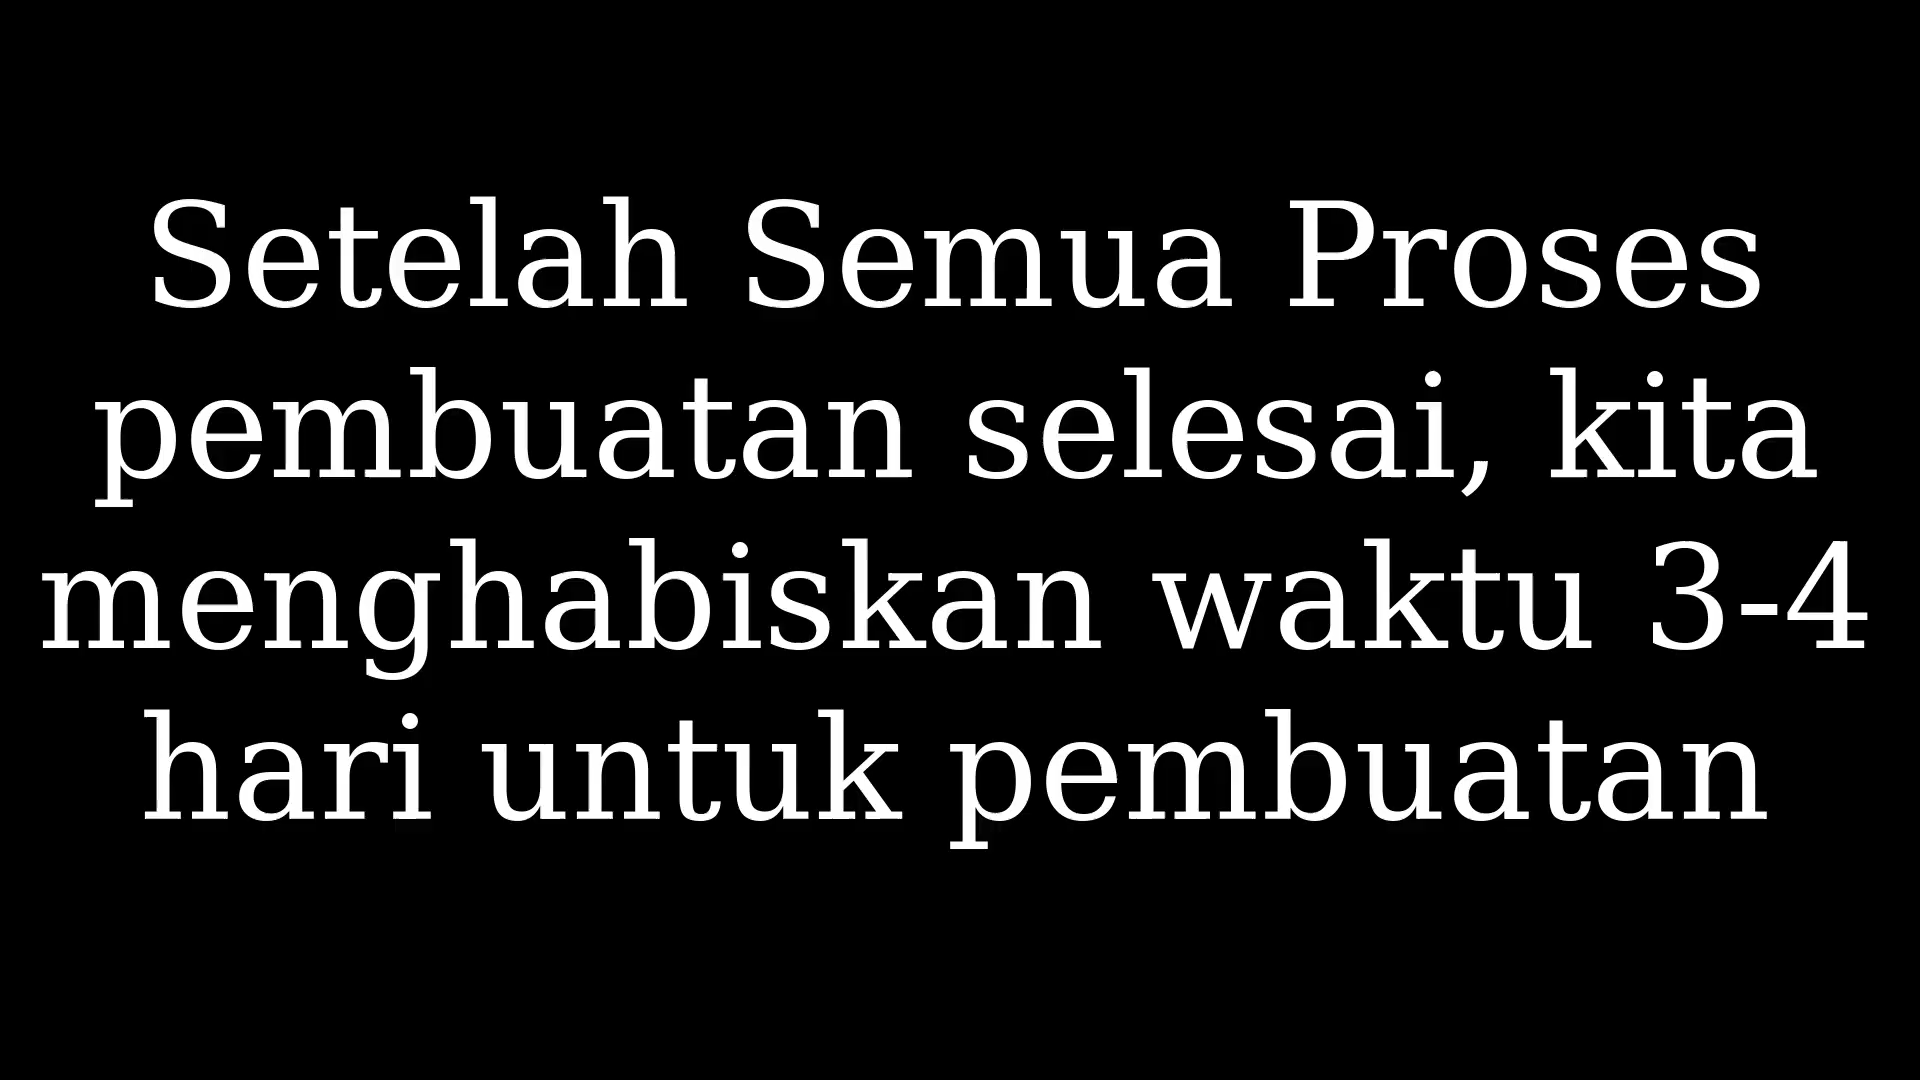 Setelah Semua Proses
pembuatan selesai, kita
menghabiskan waktu 3-4
hari untuk pembuatan